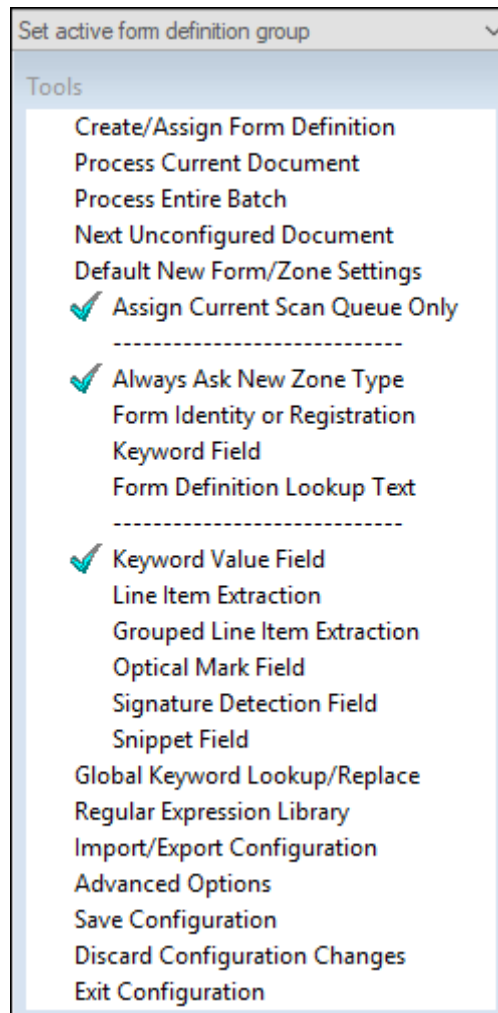 Set active form definition group
Tools
Create/Assign Form Definition
Process Current Document
Process Entire Batch
Next Unconfigured Document
Default New Form/Zone Settings
Assign Current Scan Queue Only
-----------------------------
Always Ask New Zone Type
Form Identity or Registration
Keyword Field
Form Definition Lookup Text
-----------------------------
Keyword Value Field
Line Item Extraction
Grouped Line Item Extraction
Optical Mark Field
Signature Detection Field
Snippet Field
Global Keyword Lookup/Replace
Regular Expression Library
Import/Export Configuration
Advanced Options
Save Configuration
Discard Configuration Changes
Exit Configuration